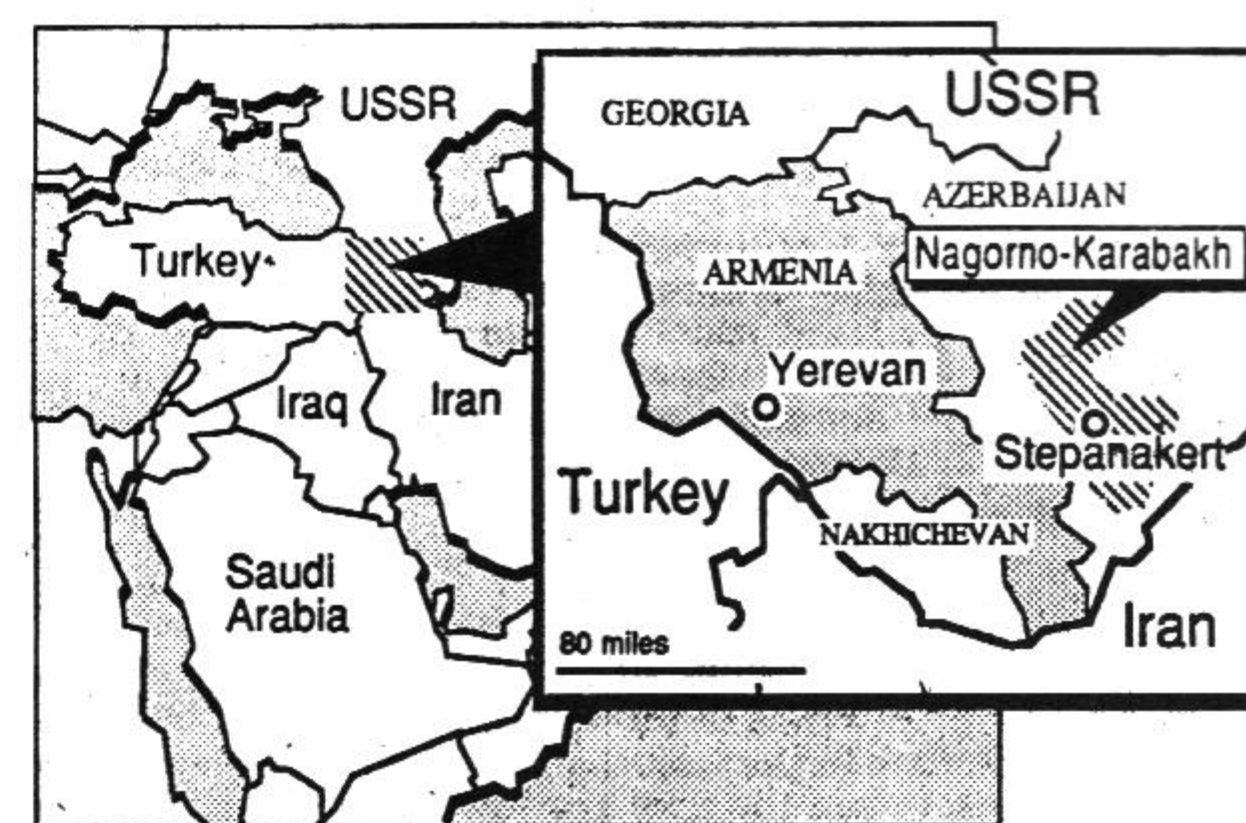 USSR
Turkey
Iraq
Iran
Saudi
Arabia
GEORGIA
USSR
AZERBAIJAN
Nagorno-Karabakh
ARMENIA
Yerevan
Stepanakert
Turkey
NAKHICHEVAN
Iran
80 miles